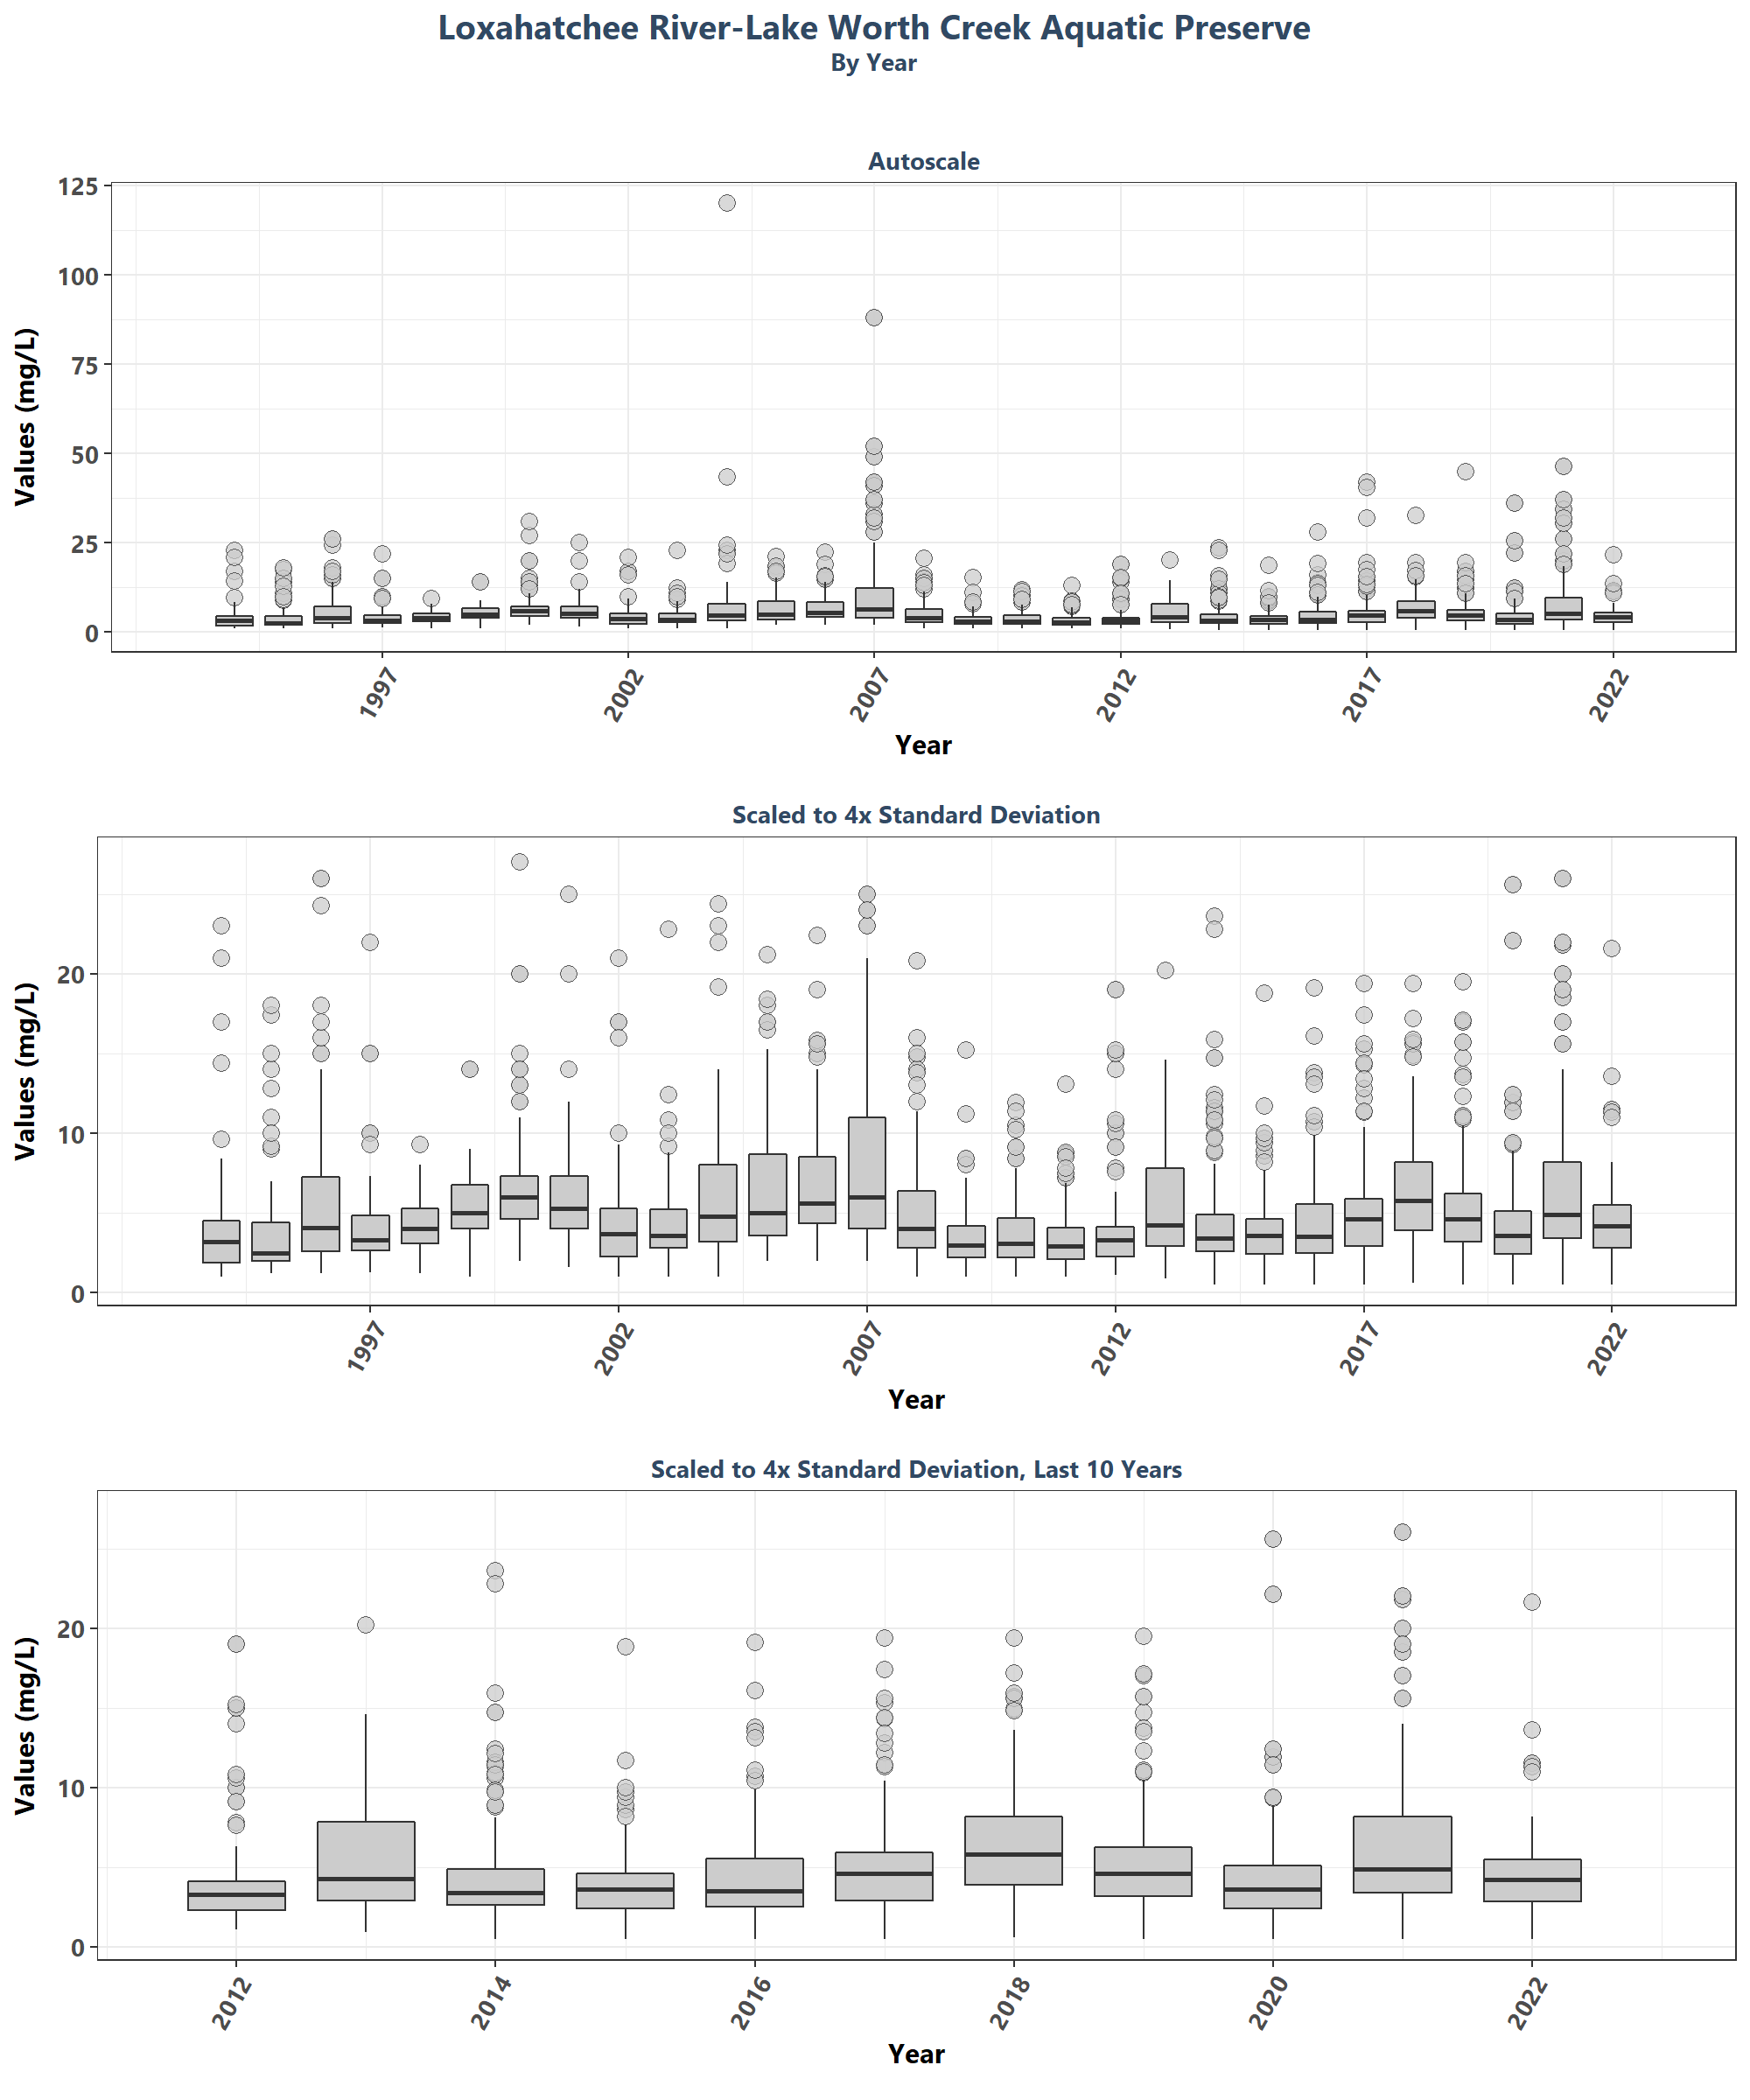 Loxahatchee River-Lake Worth Creek Aquatic Preserve
By Year
Autoscale
Values (mg/L)
125
100
75
50
25
0
1997
2002
2007
2012
2017
2022
Year
Scaled to 4x Standard Deviation
Values (mg/L)
20
10
0
1997
2002
2007
2012
2017
2022
Year
Scaled to 4x Standard Deviation, Last 10 Years
Values (mg/L)
20
10
0
2012
2014
2016
2018
2020
2022
Year